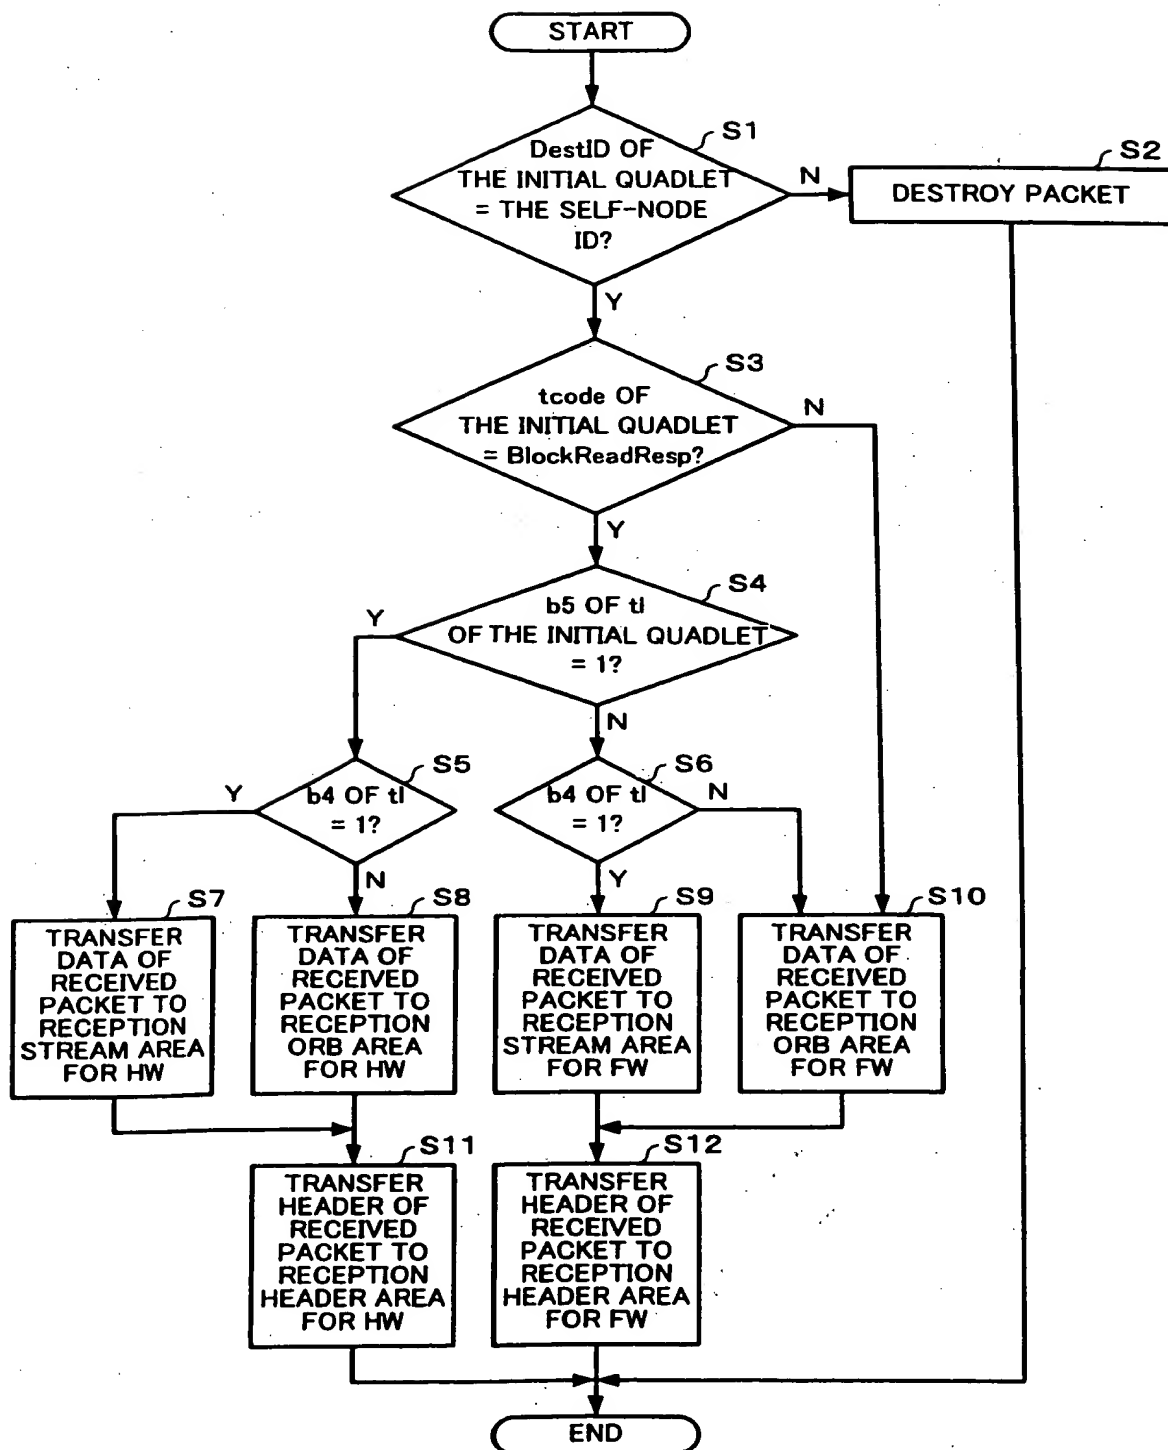 START
S1
DestID OF
THE INITIAL QUADLET
= THE SELF-NODE
ID?
N
S2
DESTROY PACKET
Y
S3
tcode OF
THE INITIAL QUADLET
= BlockReadResp?
N
Y
S4
b5 OF tl
OF THE INITIAL QUADLET
= 1?
Y
N
S5
b4 OF tl
= 1?
Y
N
S6
b4 OF tl
= 1?
N
Y
S7
TRANSFER
DATA OF
RECEIVED
PACKET TO
RECEPTION
STREAM AREA
FOR HW
S8
TRANSFER
DATA OF
RECEIVED
PACKET TO
RECEPTION
ORB AREA
FOR HW
S9
TRANSFER
DATA OF
RECEIVED
PACKET TO
RECEPTION
STREAM AREA
FOR FW
S10
TRANSFER
DATA OF
RECEIVED
PACKET TO
RECEPTION
ORB AREA
FOR FW
S11
TRANSFER
HEADER OF
RECEIVED
PACKET TO
RECEPTION
HEADER AREA
FOR HW
S12
TRANSFER
HEADER OF
RECEIVED
PACKET TO
RECEPTION
HEADER AREA
FOR FW
END